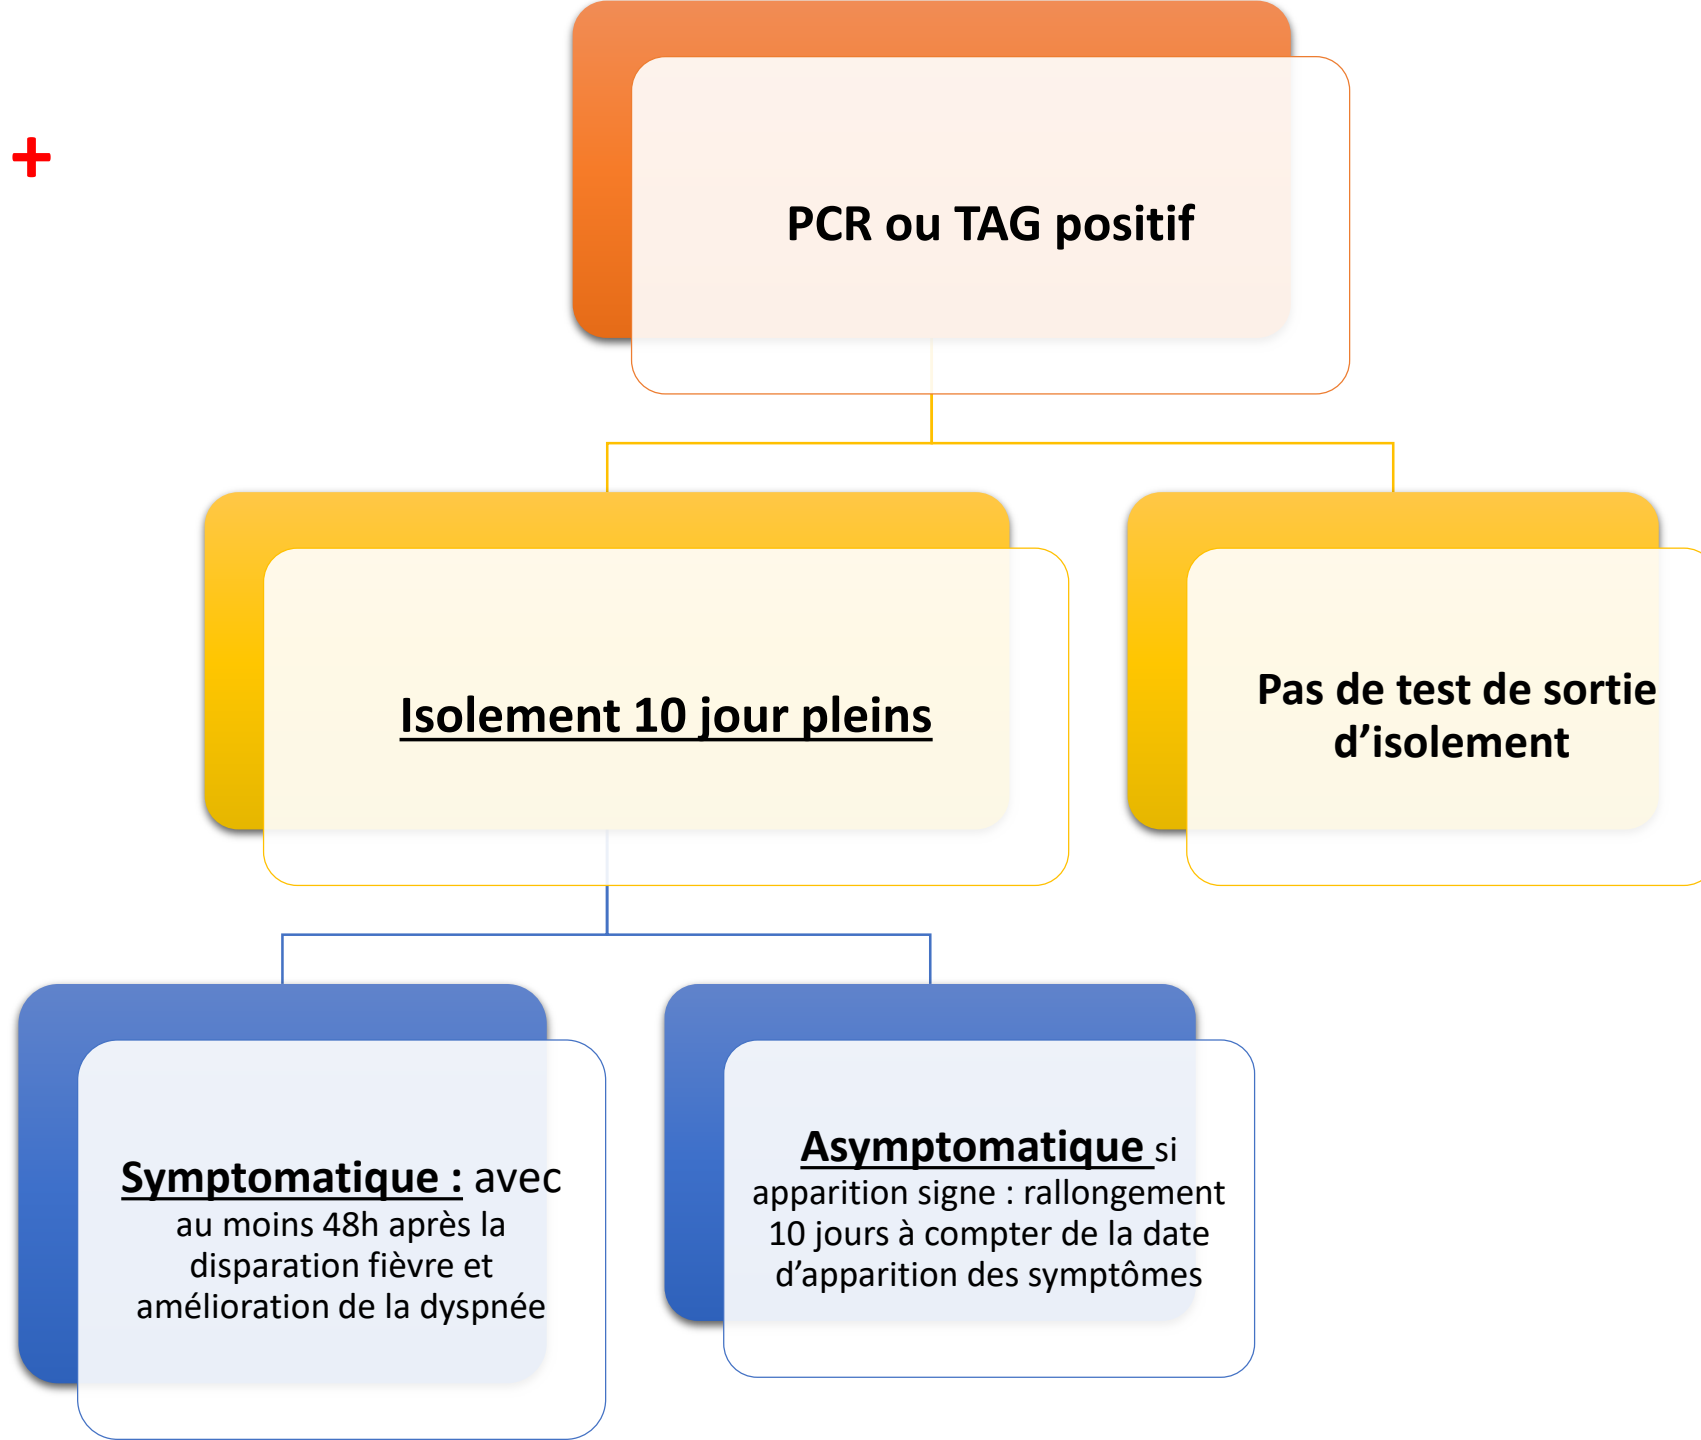 +
PCR ou TAG positif
Isolement 10 jour pleins
Pas de test de sortie
d’isolement
Symptomatique : avec
au moins 48h après la
disparation fièvre et
amélioration de la dyspnée
Asymptomatique si
apparition signe : rallongement
10 jours à compter de la date
d’apparition des symptômes